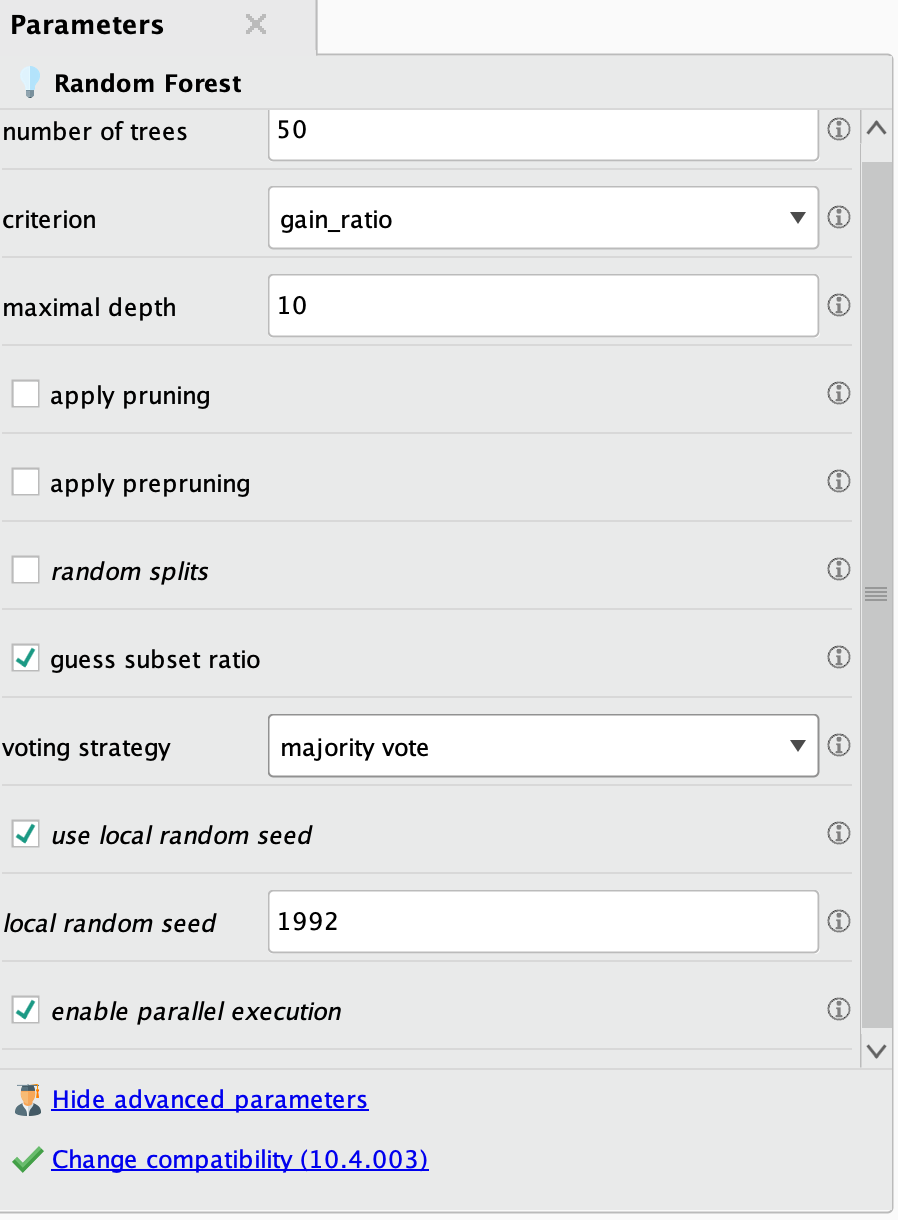 Parameters
Random Forest
number of trees 50
criterion gain_ratio
maximal depth 10
apply pruning
apply prepruning
random splits
guess subset ratio
voting strategy majority vote
use local random seed
local random seed 1992
enable parallel execution
Hide advanced parameters
Change compatibility (10.4.003)